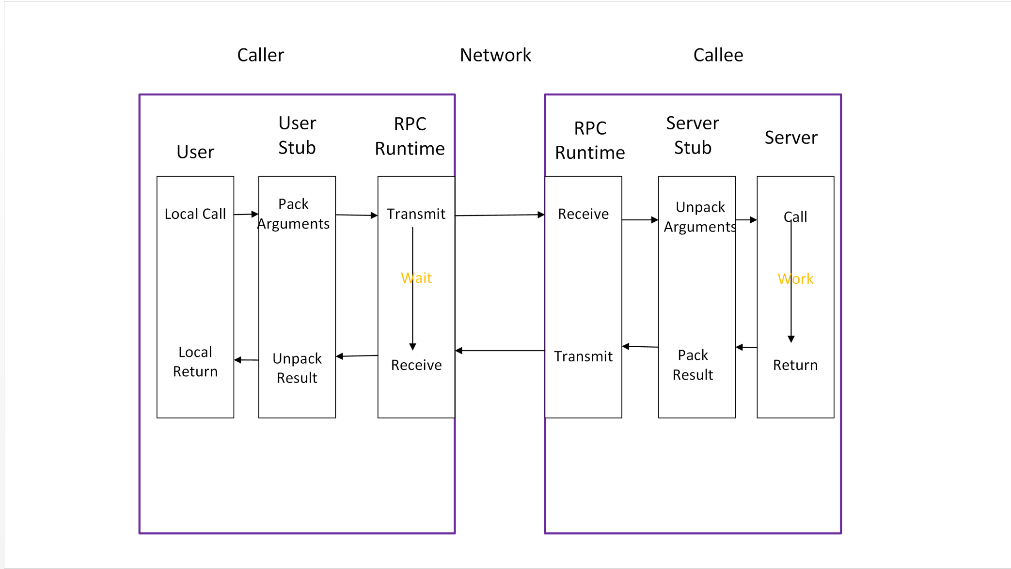 Caller
Network
Callee
User
User
Stub
RPC
Runtime
RPC
Runtime
Server
Stub
Server
Local Call
Pack
Arguments
Transmit
Receive
Unpack
Arguments
Call
Wait
Work
Local
Return
Unpack
Result
Receive
Transmit
Pack
Result
Return